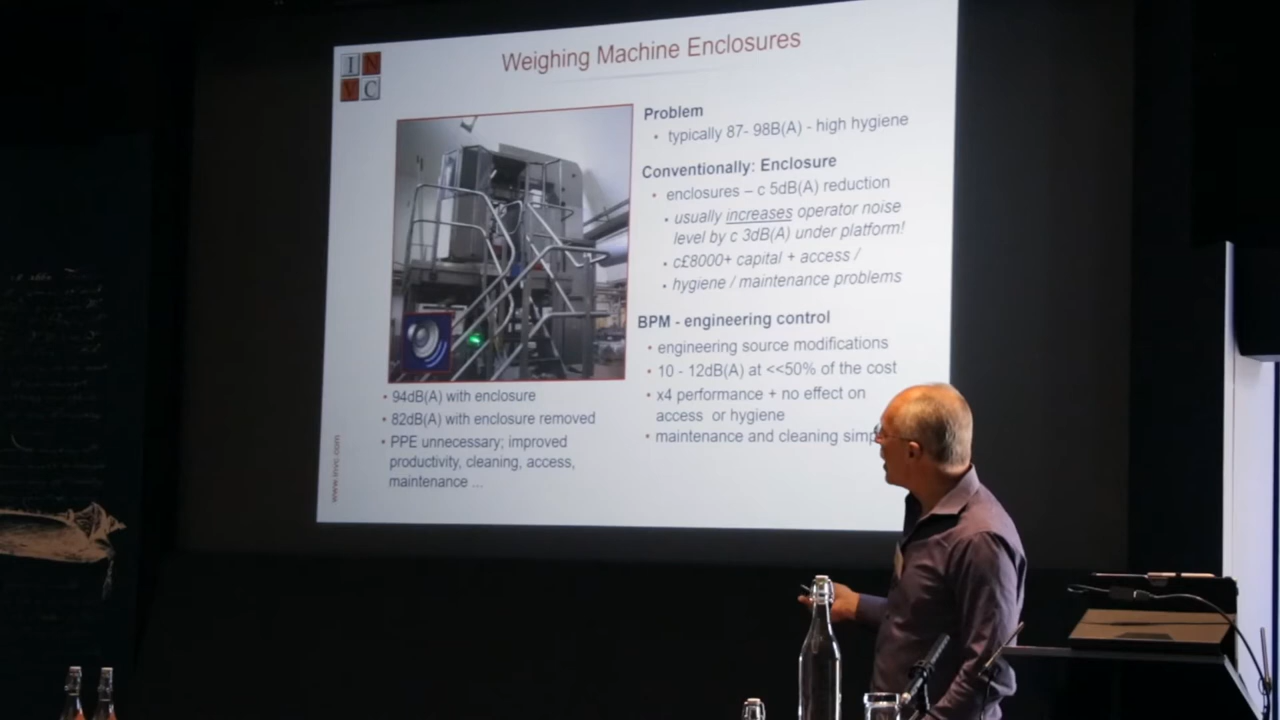 I N
V C
Weighing Machine Enclosures
Problem
• typically 87- 98B(A) - high hygiene
Conventionally: Enclosure
• enclosures – c 5dB(A) reduction
• usually increases operator noise
level by c 3dB(A) under platform!
• c£8000+ capital + access /
• hygiene / maintenance problems
BPM - engineering control
• engineering source modifications
• 10 - 12dB(A) at <<50% of the cost
• x4 performance + no effect on
access or hygiene
• maintenance and cleaning simp
• 94dB(A) with enclosure
• 82dB(A) with enclosure removed
• PPE unnecessary; improved
productivity, cleaning, access,
maintenance ...
www.invc.com